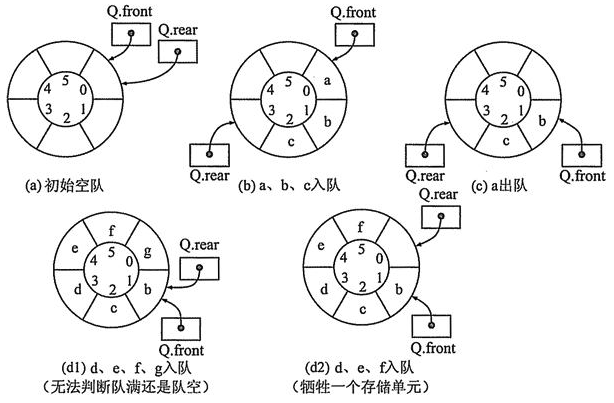 Q.front
Q.rear
4 5 0
3 2 1
(a) 初始空队
Q.front
a
4 5 0
3 2 1
b
c
Q.rear
(b) a、b、c入队
4 5 0
3 2 1
b
c
Q.rear
Q.front
(c) a出队
f
e
g
4 5 0
3 2 1
d
b
c
Q.rear
Q.front
(d1) d、e、f、g入队
（无法判断队满还是队空）
Q.rear
f
e
4 5 0
3 2 1
d
b
c
Q.front
(d2) d、e、f入队
（牺牲一个存储单元）